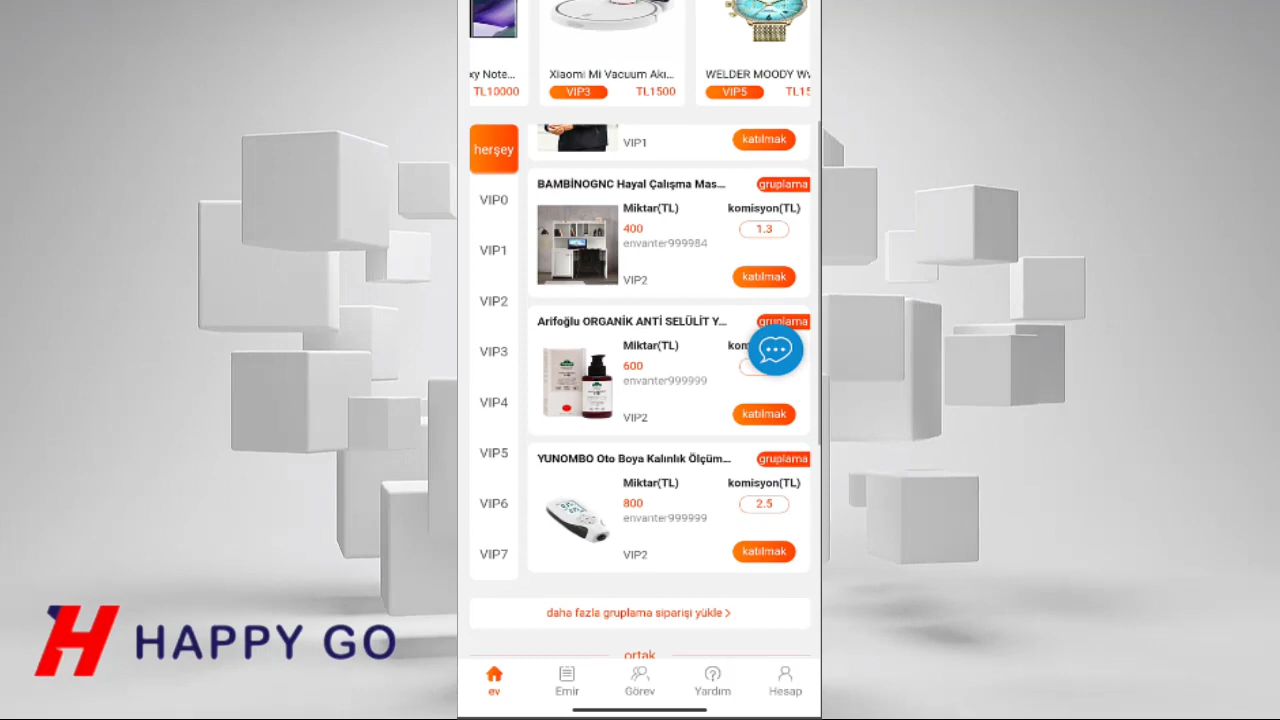 xy Note...
TL10000
Xiaomi Mi Vacuum Akı...
VIP3
TL1500
WELDER MOODY Wv
VIP5
TL15
herşey
VIP0
VIP1
VIP2
VIP3
VIP4
VIP5
VIP6
VIP7
VIP1
katılmak
BAMBİNOGNC Hayal Çalışma Mas...
gruplama
Miktar(TL)
komisyon(TL)
400
1.3
envanter999984
VIP2
katılmak
Arifoğlu ORGANİK ANTİ SELÜLİT Y...
gruplama
Miktar(TL)
600
envanter999999
VIP2
katılmak
YUNOMBO Oto Boya Kalınlık Ölçüm...
gruplama
Miktar(TL)
komisyon(TL)
800
2.5
envanter999999
VIP2
katılmak
daha fazla gruplama siparişi yükle >
ortak
ev
Emir
Görev
Yardım
Hesap
H HAPPY GO